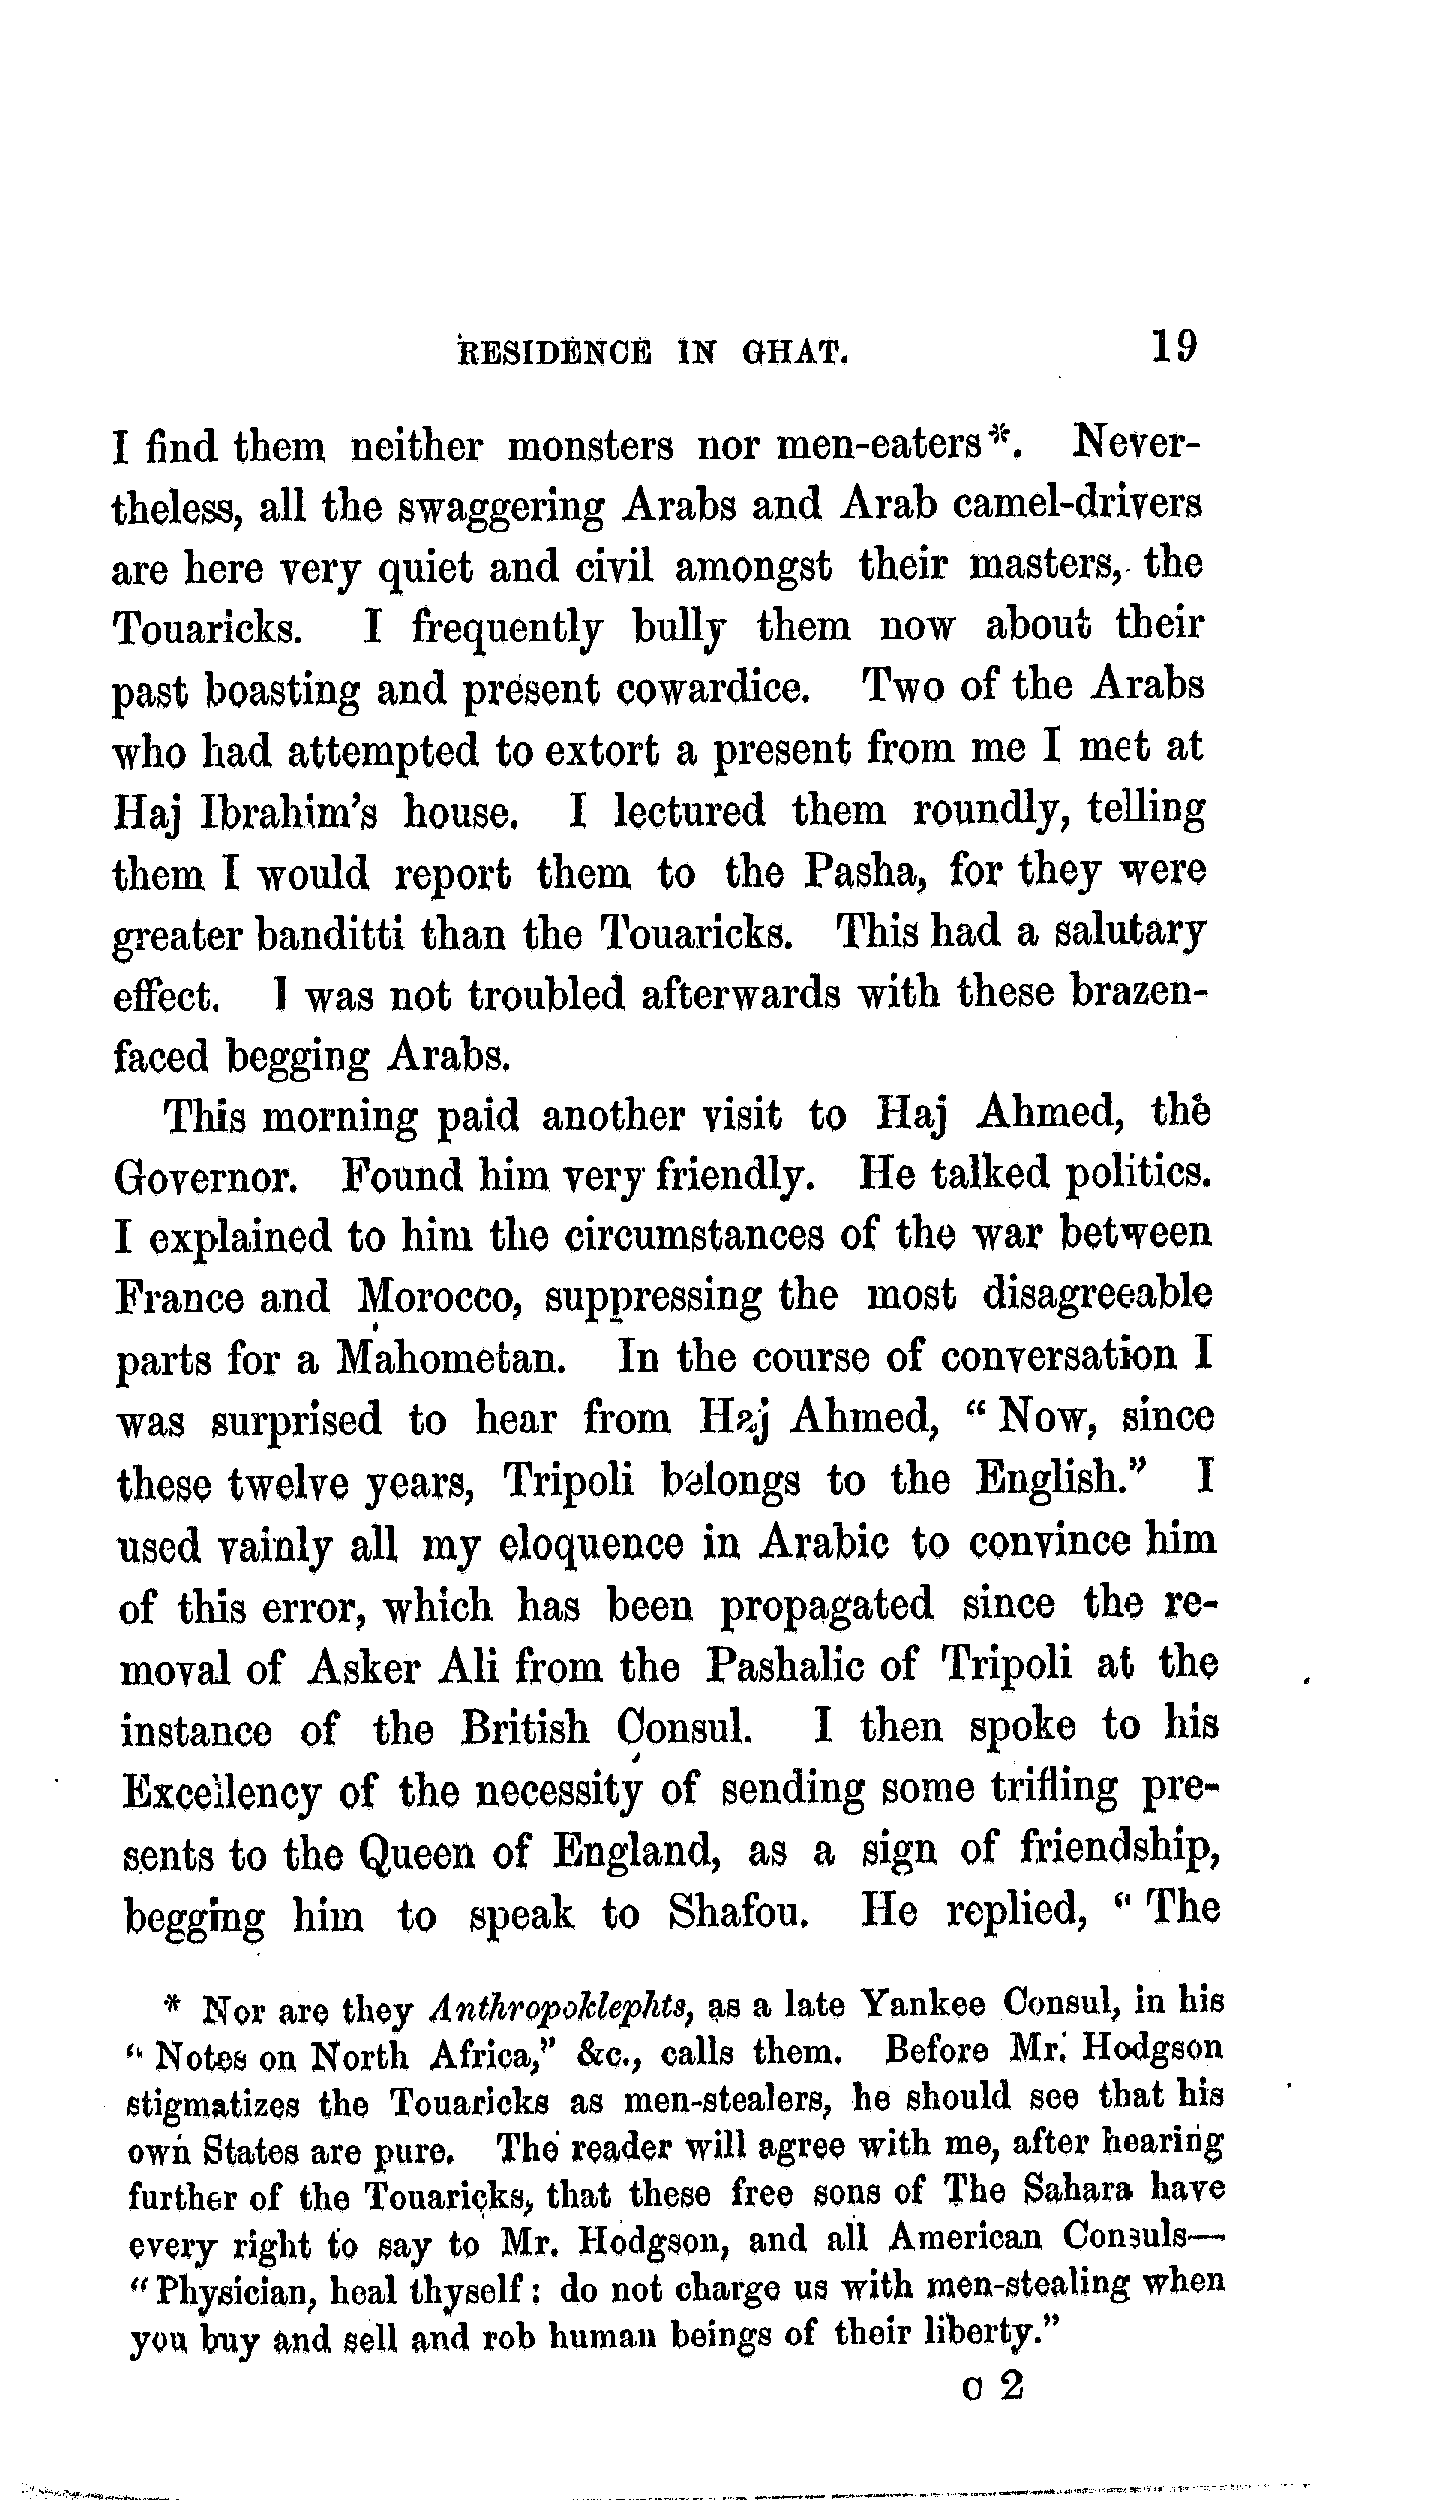 RESIDENCE IN GHAT. 19
I find them neither monsters nor men-eaters*. Never-
theless, all the swaggering Arabs and Arab camel-drivers
are here very quiet and civil amongst their masters, the
Touaricks. I frequently bully them now about their
past boasting and present cowardice. Two of the Arabs
who had attempted to extort a present from me I met at
Haj Ibrahim's house. I lectured them roundly, telling
them I would report them to the Pasha, for they were
greater banditti than the Touaricks. This had a salutary
effect. I was not troubled afterwards with these brazen-
faced begging Arabs.
This morning paid another visit to Haj Ahmed, the
Governor. Found him very friendly. He talked politics.
I explained to him the circumstances of the war between
France and Morocco, suppressing the most disagreeable
parts for a Mahometan. In the course of conversation I
was surprised to hear from Haj Ahmed, "Now, since
these twelve years, Tripoli belongs to the English." I
used vainly all my eloquence in Arabic to convince him
of this error, which has been propagated since the re-
moval of Asker Ali from the Pashalic of Tripoli at the
instance of the British Consul. I then spoke to his
Excellency of the necessity of sending some trifling pre-
sents to the Queen of England, as a sign of friendship,
begging him to speak to Shafou. He replied, "The
* Nor are they Anthropoklephts, as a late Yankee Consul, in his
"Notes on North Africa," &c., calls them. Before Mr. Hodgson
stigmatizes the Touaricks as men-stealers, he should see that his
own States are pure. The reader will agree with me, after hearing
further of the Touaricks, that these free sons of The Sahara have
every right to say to Mr. Hodgson, and all American Consuls—
"Physician, heal thyself: do not charge us with men-stealing when
you buy and sell and rob human beings of their liberty."
C 2